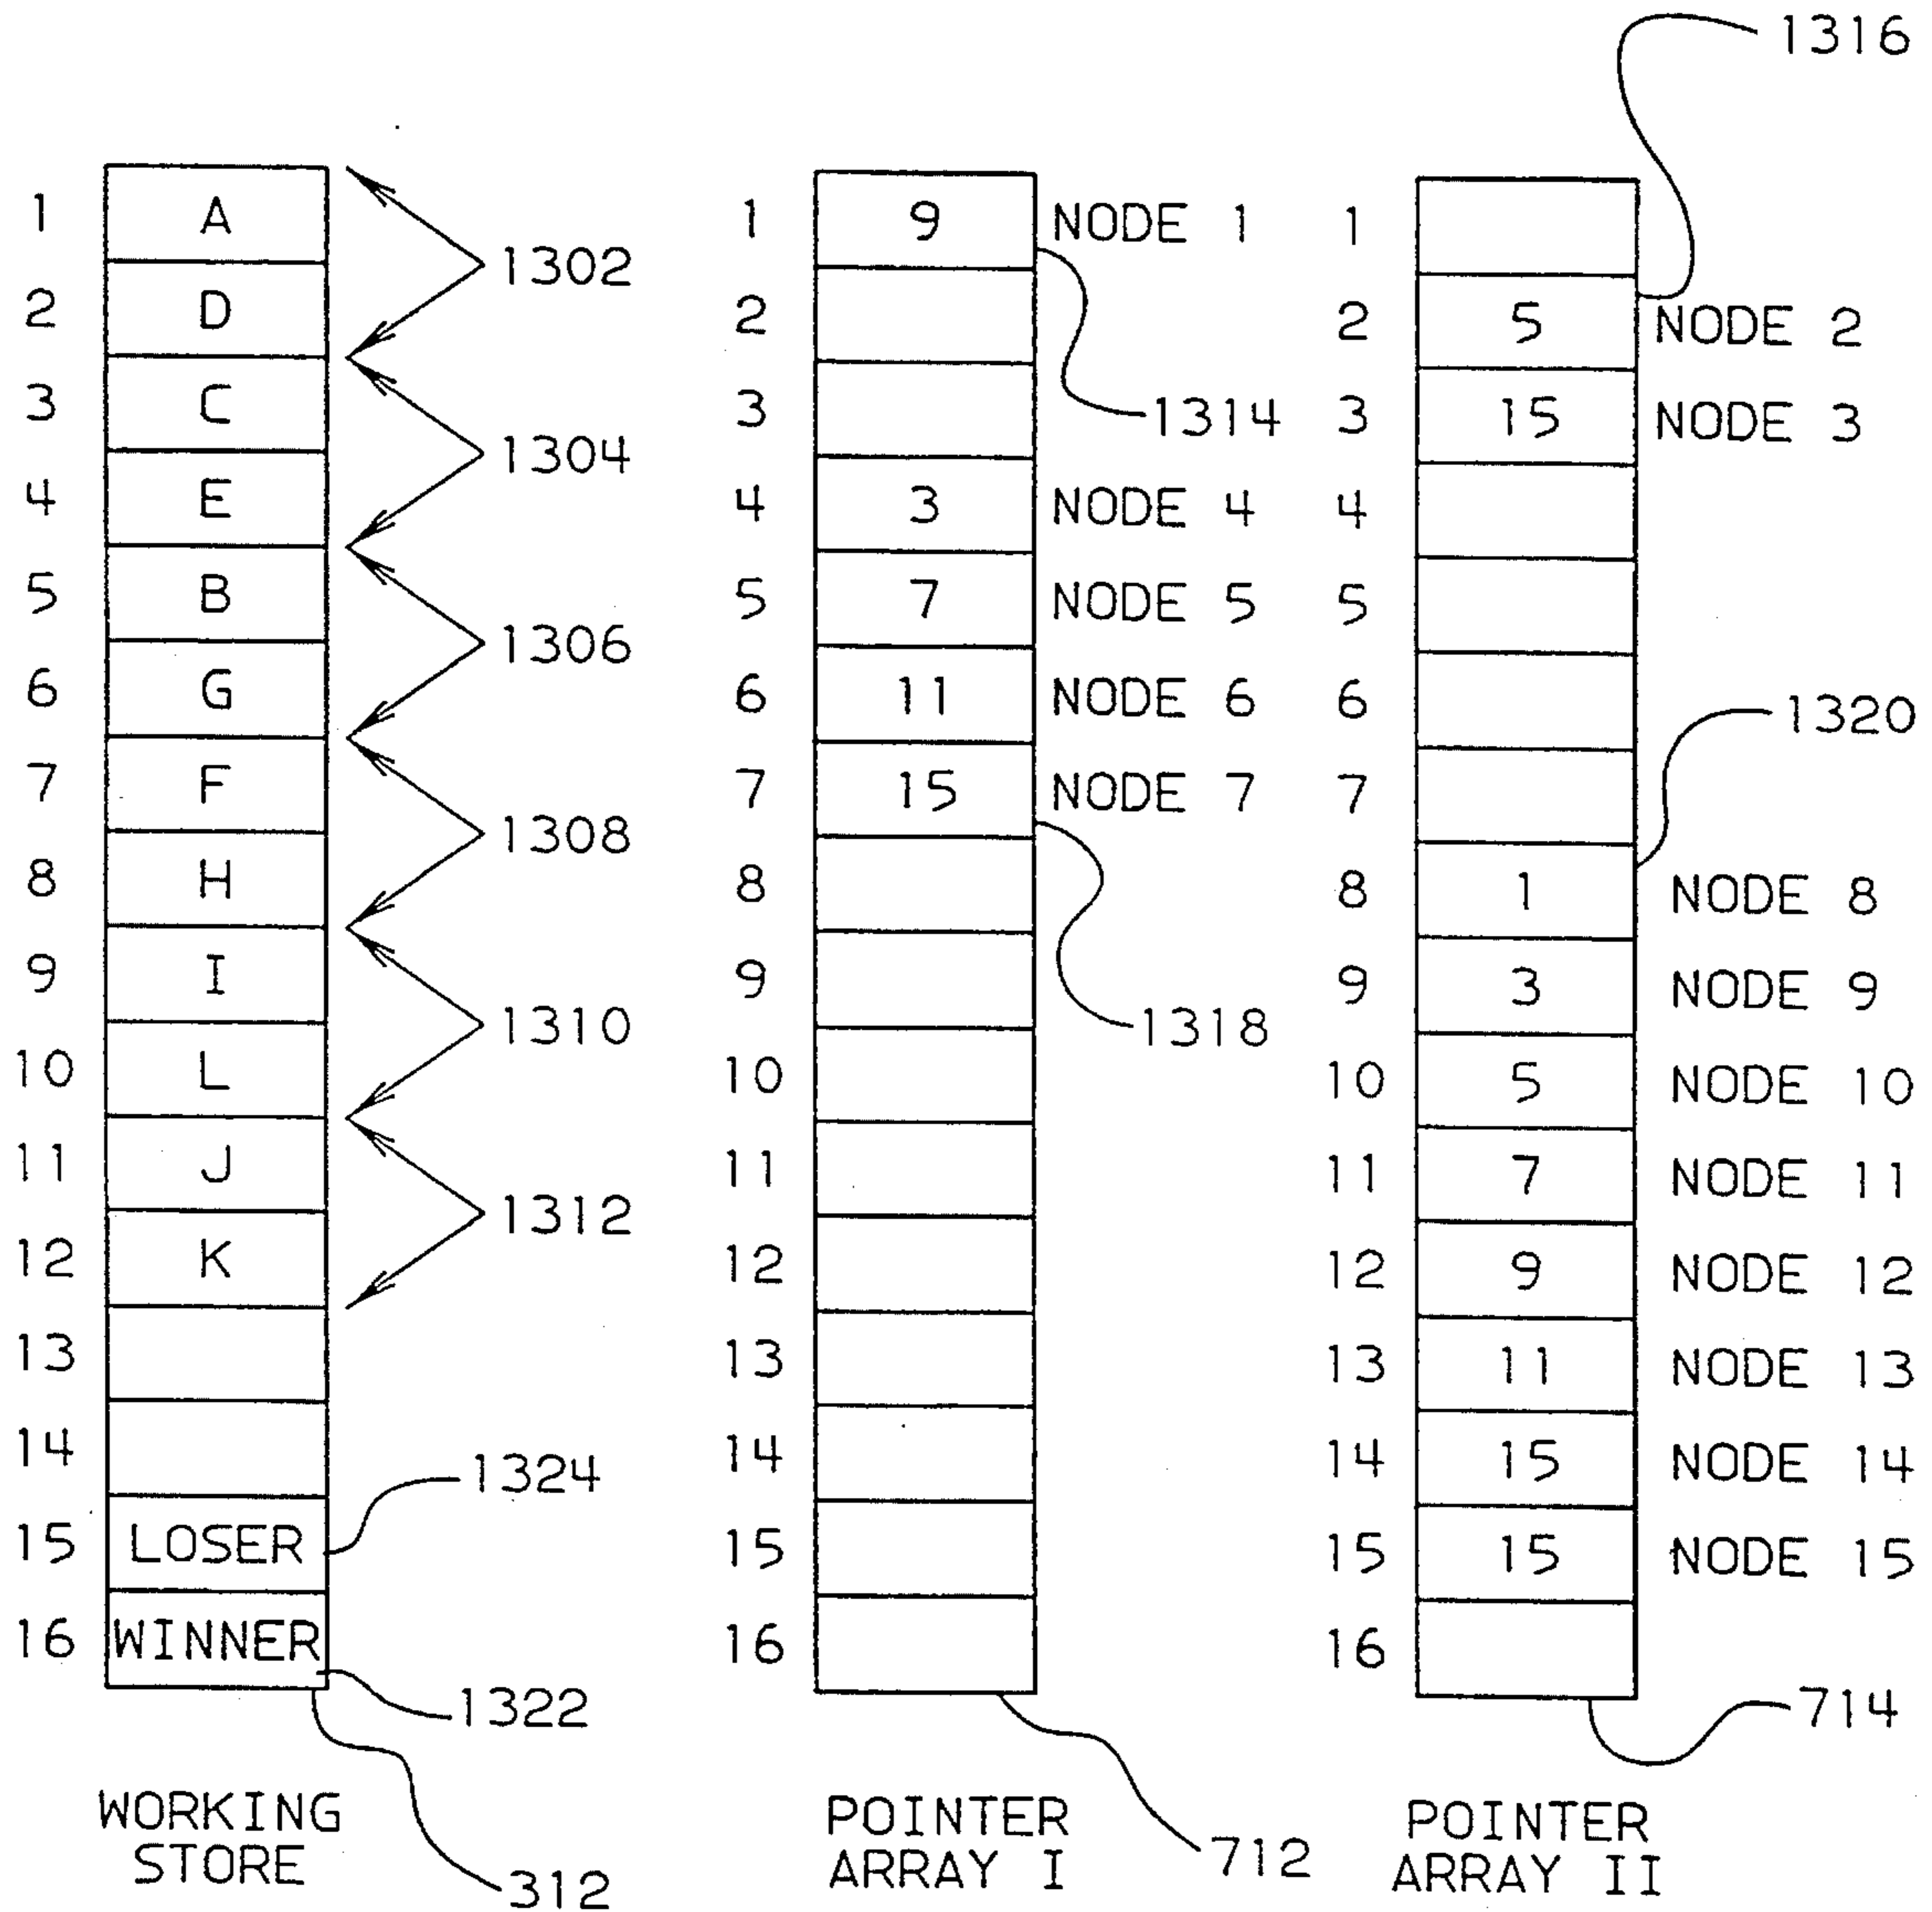 1316
1 A 1 9 NODE 1 1
1302
2 D 2 2 5 NODE 2
3 C 3 1314 3 15 NODE 3
1304
4 E 4 3 NODE 4 4
5 B 5 7 NODE 5 5
1306
6 G 6 11 NODE 6 6
1320
7 F 7 15 NODE 7 7
1308
8 H 8 8 1 NODE 8
9 I 9 9 3 NODE 9
1310 1318
10 L 10 10 5 NODE 10
11 J 11 11 7 NODE 11
1312
12 K 12 12 9 NODE 12
13 13 13 11 NODE 13
14 14 14 15 NODE 14
1324
15 LOSER 15 15 15 NODE 15
16 WINNER 16 16
1322 714
WORKING
STORE
312
POINTER
ARRAY I
712
POINTER
ARRAY II